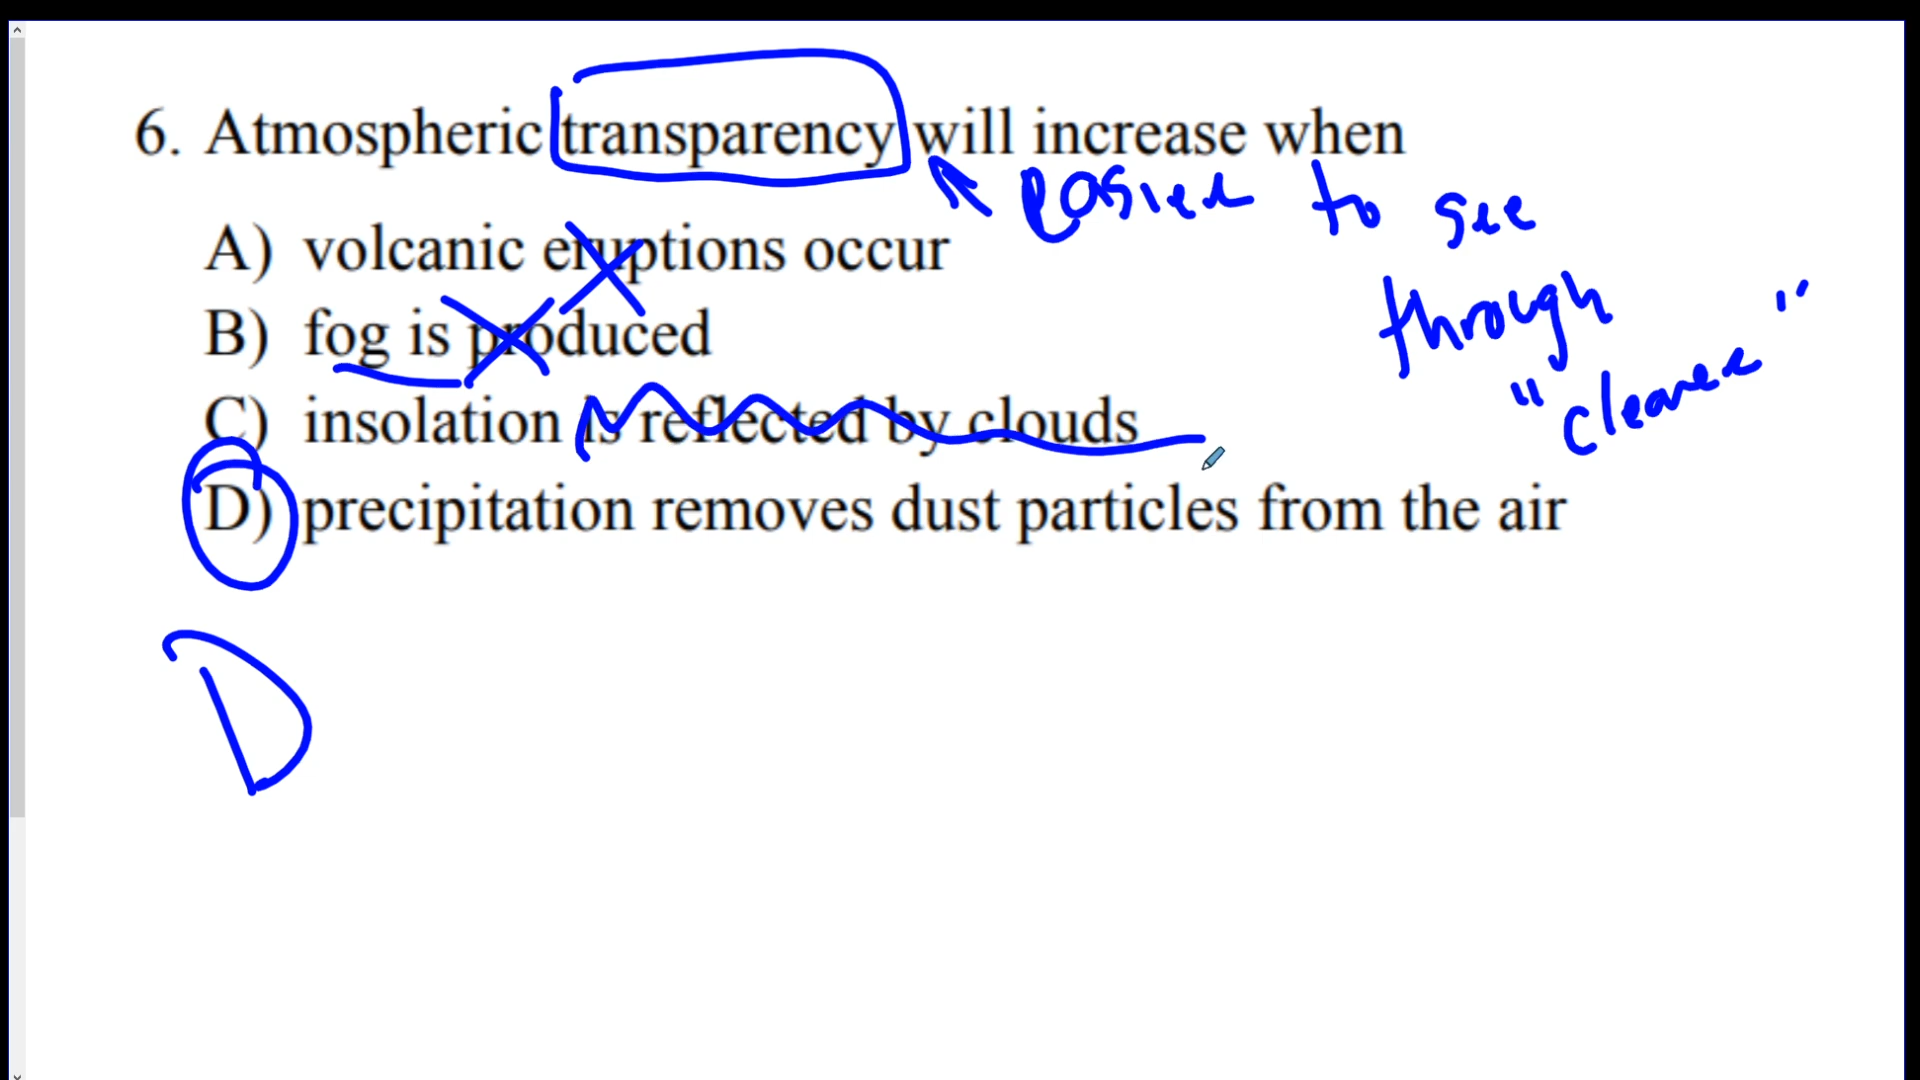 6. Atmospheric transparency will increase when
easier to see
A) volcanic eruptions occur
through
B) fog is produced
"clearer"
C) insolation is reflected by clouds
D) precipitation removes dust particles from the air
D